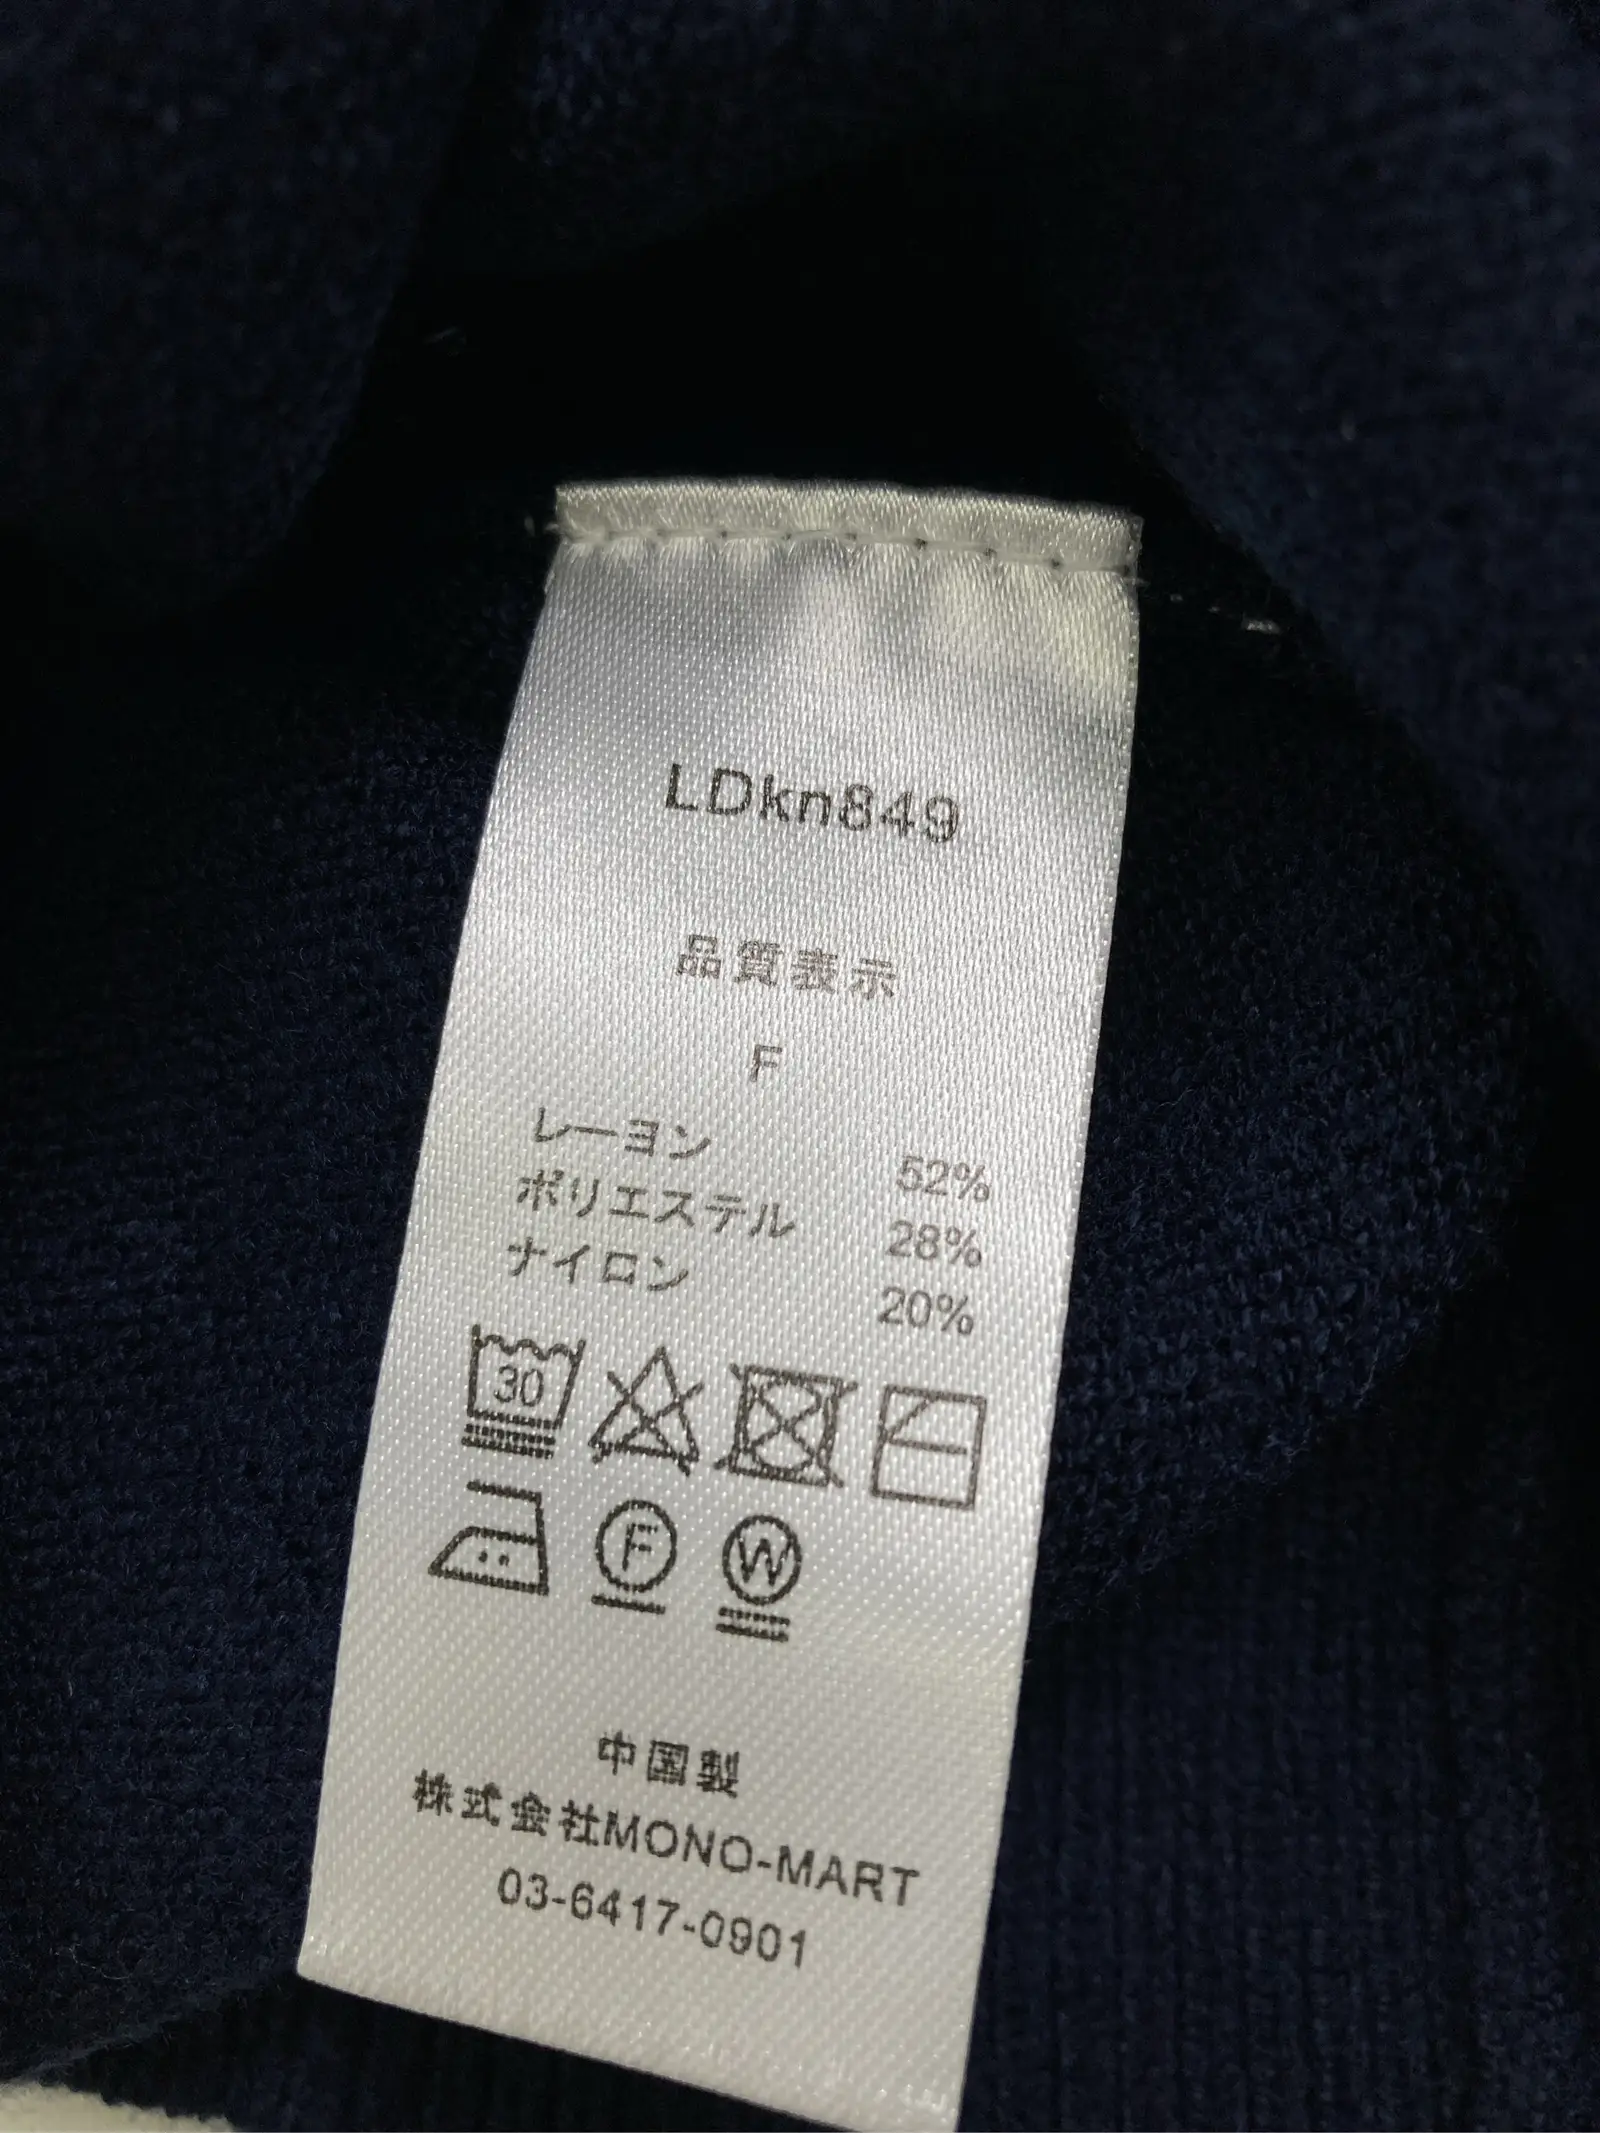 LDkn849
品質表示
F
レーヨン 52%
ポリエステル 28%
ナイロン 20%
30
F W
中国製
株式会社MONO-MART
03-6417-0901